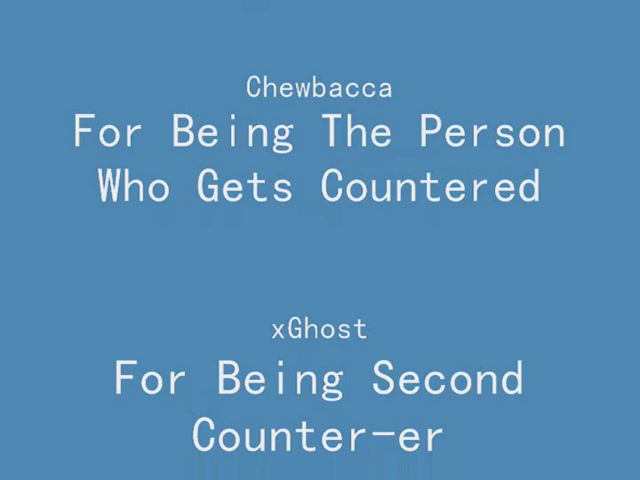 Chewbacca
For Being The Person
Who Gets Countered
xGhost
For Being Second
Counter-er